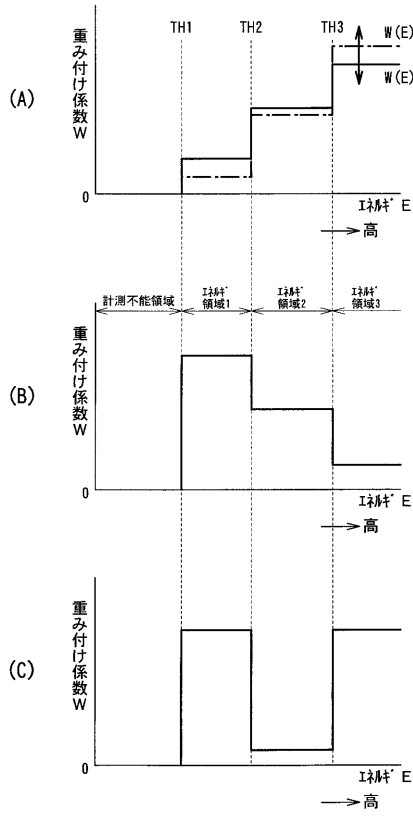 TH1 TH2 TH3
(A)
重み付け係数W
W(E)
W(E)
0
エネルギ E
→ 高
計測不能領域
エネルギ領域1
エネルギ領域2
エネルギ領域3
(B)
重み付け係数W
0
エネルギ E
→ 高
(C)
重み付け係数W
0
エネルギ E
→ 高